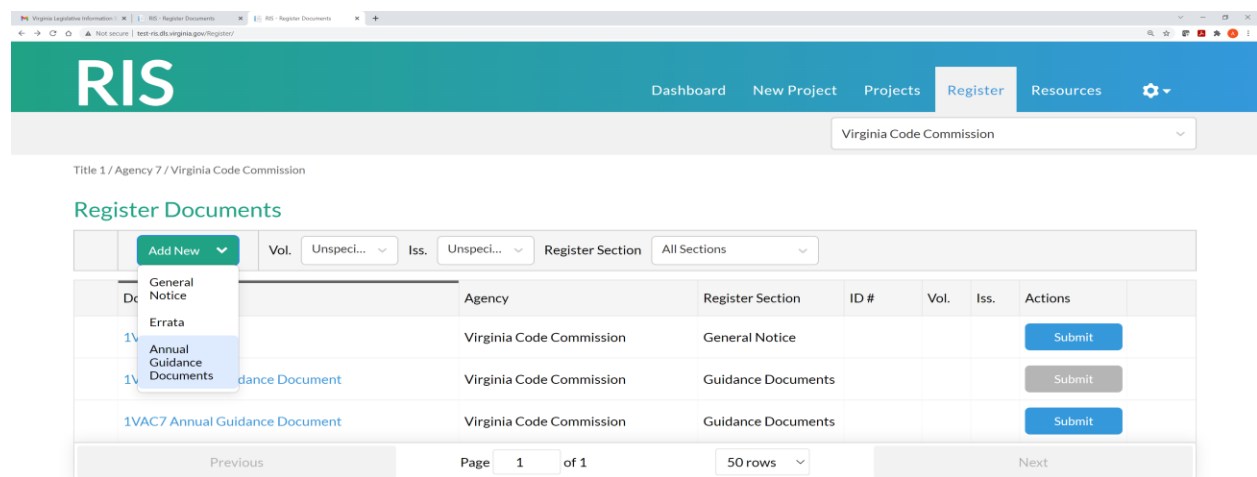 Virginia Legislative Information S RIS - Register Documents RIS - Register Documents
Not secure | test-ris.dls.virginia.gov/Register/
RIS
Dashboard New Project Projects Register Resources
Virginia Code Commission
Title 1 / Agency 7 / Virginia Code Commission
Register Documents
Add New Vol. Unspeci... Iss. Unspeci... Register Section All Sections
General
Notice
Errata
Annual
Guidance
Documents
Do Agency Register Section ID # Vol. Iss. Actions
1V Virginia Code Commission General Notice Submit
1V dance Document Virginia Code Commission Guidance Documents Submit
1VAC7 Annual Guidance Document Virginia Code Commission Guidance Documents Submit
Previous Page 1 of 1 50 rows Next